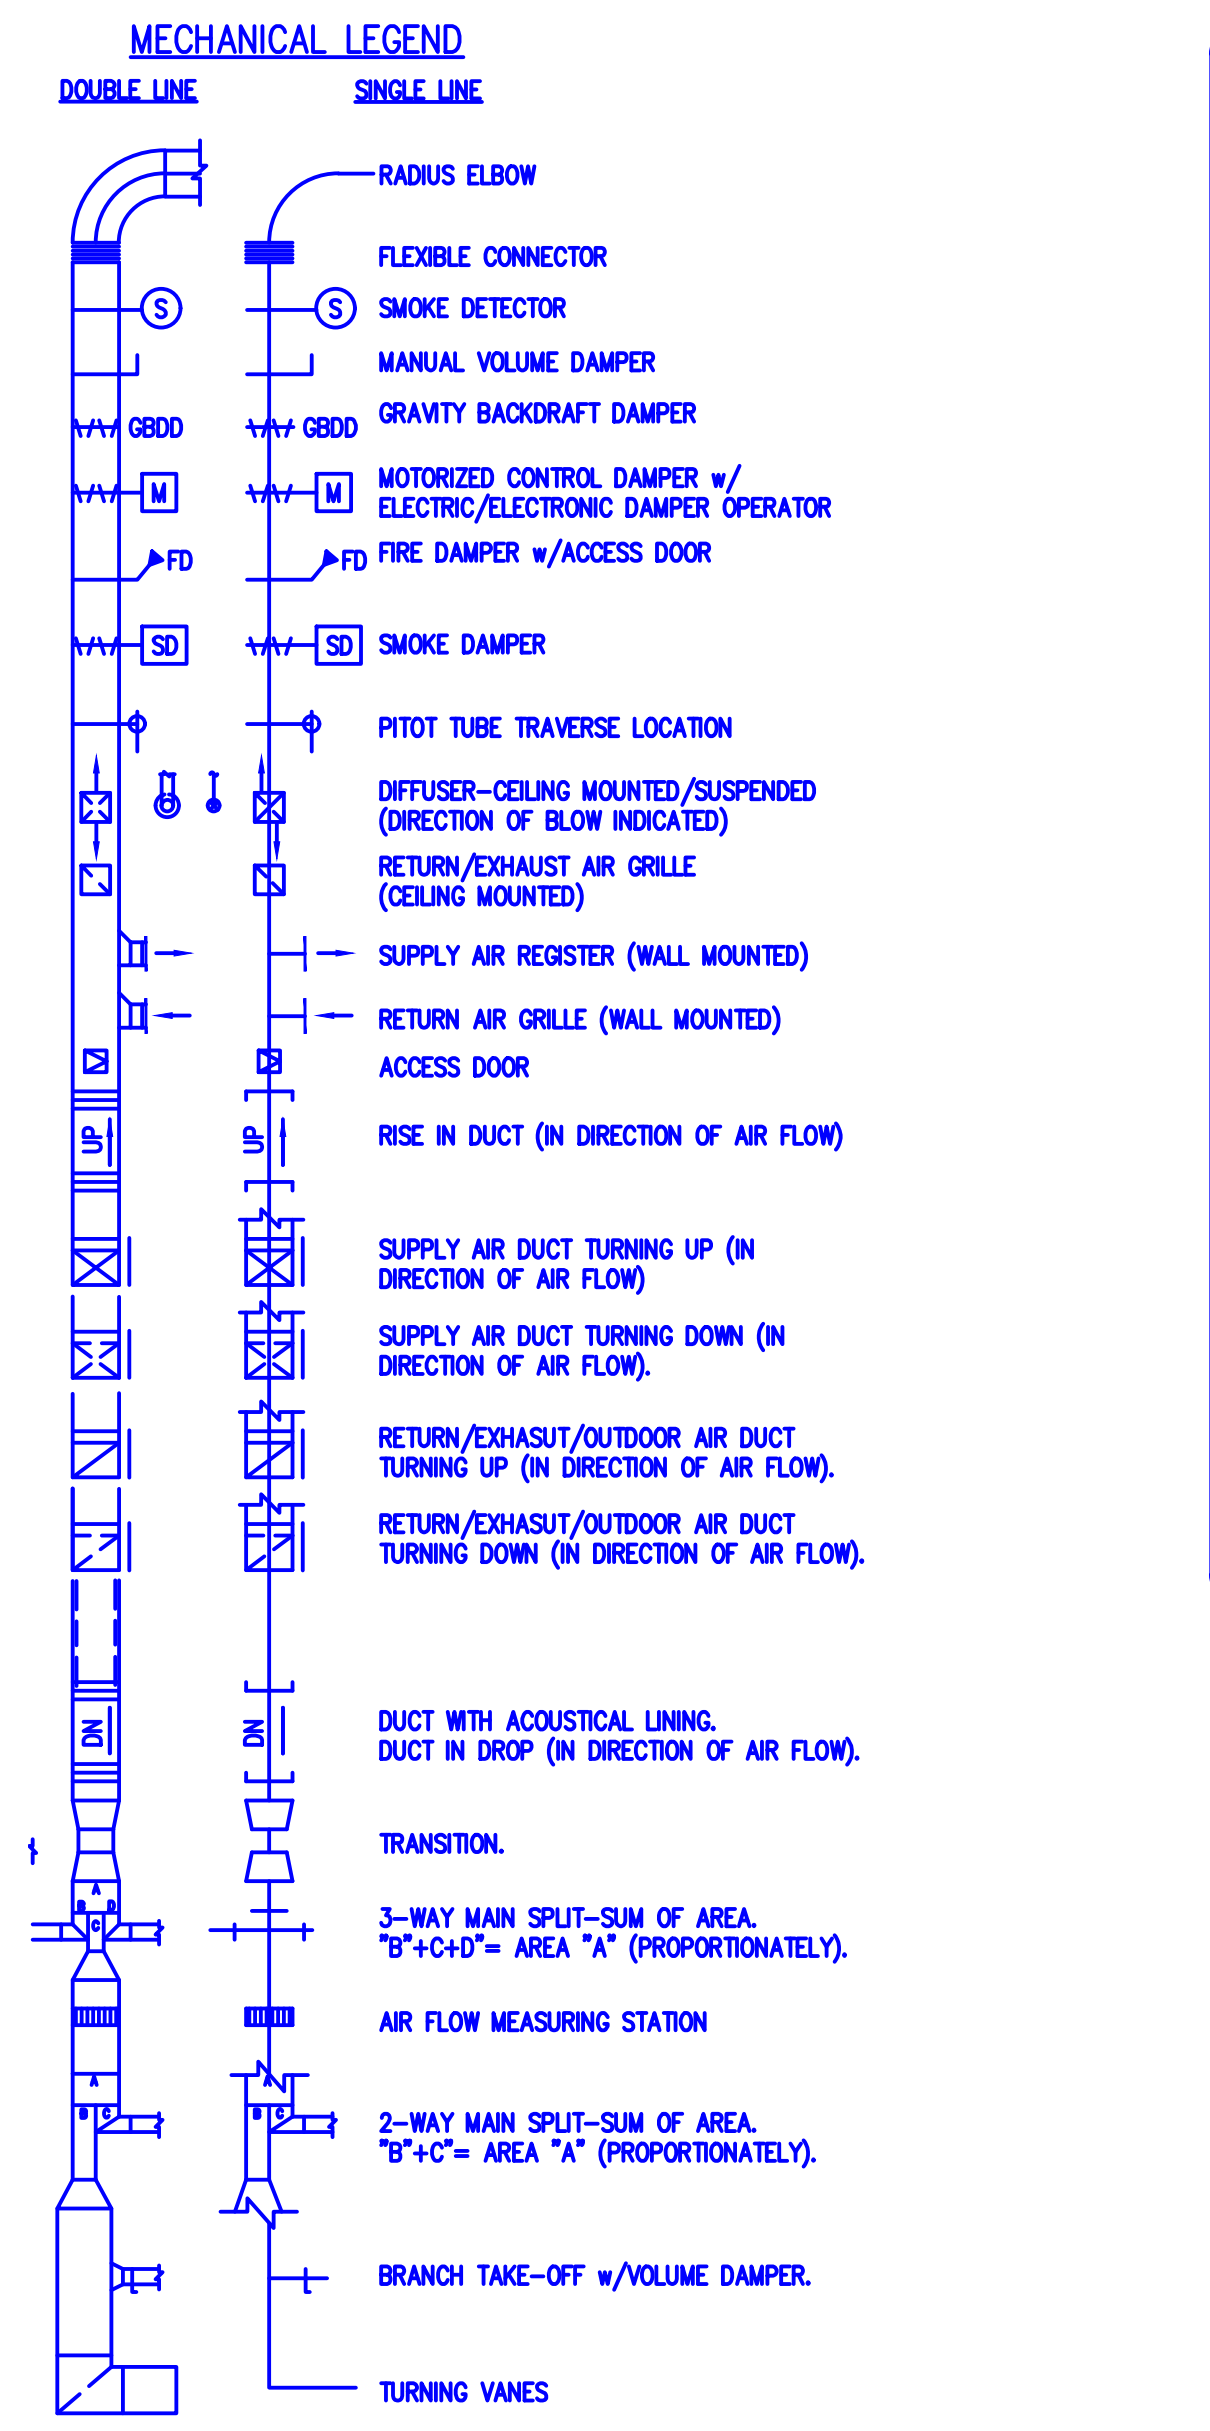 MECHANICAL LEGEND
DOUBLE LINE SINGLE LINE
RADIUS ELBOW
FLEXIBLE CONNECTOR
S S SMOKE DETECTOR
MANUAL VOLUME DAMPER
GBDD GBDD GRAVITY BACKDRAFT DAMPER
M M MOTORIZED CONTROL DAMPER w/
ELECTRIC/ELECTRONIC DAMPER OPERATOR
FD FD FIRE DAMPER w/ACCESS DOOR
SD SD SMOKE DAMPER
PITOT TUBE TRAVERSE LOCATION
DIFFUSER-CEILING MOUNTED/SUSPENDED
(DIRECTION OF BLOW INDICATED)
RETURN/EXHAUST AIR GRILLE
(CEILING MOUNTED)
SUPPLY AIR REGISTER (WALL MOUNTED)
RETURN AIR GRILLE (WALL MOUNTED)
ACCESS DOOR
UP UP RISE IN DUCT (IN DIRECTION OF AIR FLOW)
SUPPLY AIR DUCT TURNING UP (IN
DIRECTION OF AIR FLOW)
SUPPLY AIR DUCT TURNING DOWN (IN
DIRECTION OF AIR FLOW).
RETURN/EXHASUT/OUTDOOR AIR DUCT
TURNING UP (IN DIRECTION OF AIR FLOW).
RETURN/EXHASUT/OUTDOOR AIR DUCT
TURNING DOWN (IN DIRECTION OF AIR FLOW).
DN DN DUCT WITH ACOUSTICAL LINING.
DUCT IN DROP (IN DIRECTION OF AIR FLOW).
TRANSITION.
A
B D
C
3-WAY MAIN SPLIT-SUM OF AREA.
"B"+C+D"= AREA "A" (PROPORTIONATELY).
AIR FLOW MEASURING STATION
A A
B C B C
2-WAY MAIN SPLIT-SUM OF AREA.
"B"+C"= AREA "A" (PROPORTIONATELY).
BRANCH TAKE-OFF w/VOLUME DAMPER.
TURNING VANES